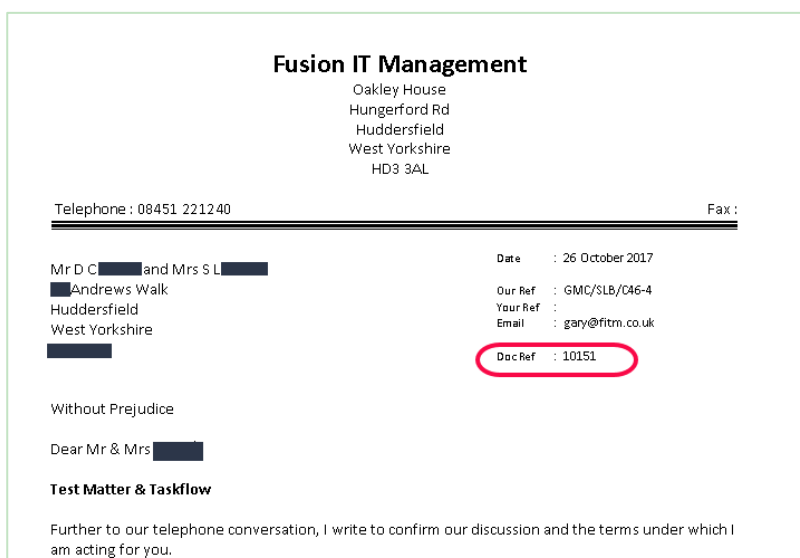 Fusion IT Management
Oakley House
Hungerford Rd
Huddersfield
West Yorkshire
HD3 3AL
Telephone : 08451 221240 Fax :
Mr D C and Mrs S L
Andrews Walk
Huddersfield
West Yorkshire
Date : 26 October 2017
Our Ref : GMC/SLB/C46-4
Your Ref :
Email : gary@fitm.co.uk
Doc Ref : 10151
Without Prejudice
Dear Mr & Mrs
Test Matter & Taskflow
Further to our telephone conversation, I write to confirm our discussion and the terms under which I
am acting for you.